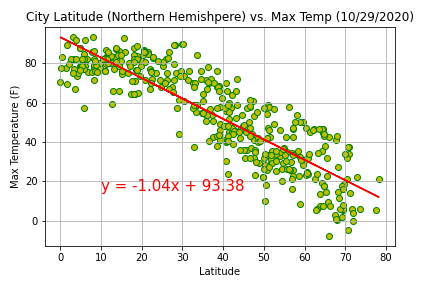 City Latitude (Northern Hemishpere) vs. Max Temp (10/29/2020)
Max Temperature (F)
80
60
40
20
0
y = -1.04x + 93.38
0 10 20 30 40 50 60 70 80
Latitude